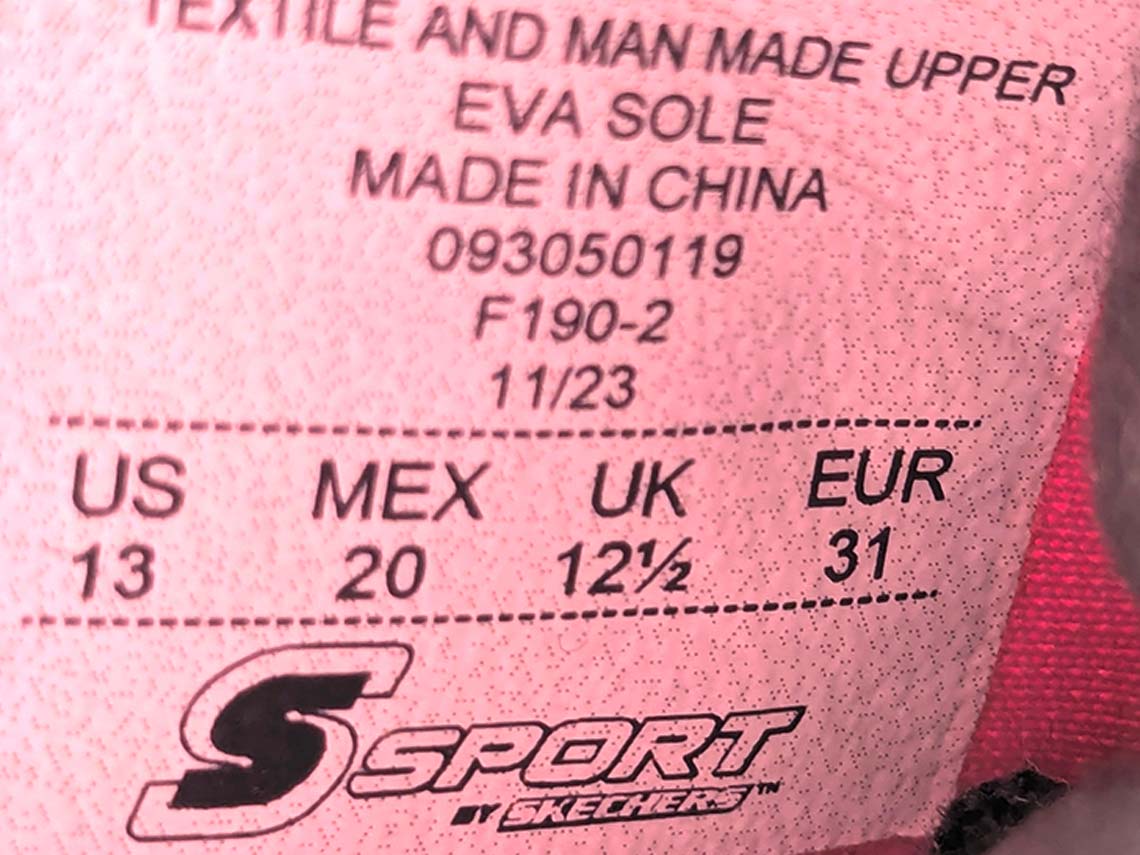 TEXTILE AND MAN MADE UPPER
EVA SOLE
MADE IN CHINA
093050119
F190-2
11/23
US MEX UK EUR
13 20 12½ 31
S SPORT
BY SKECHERS™